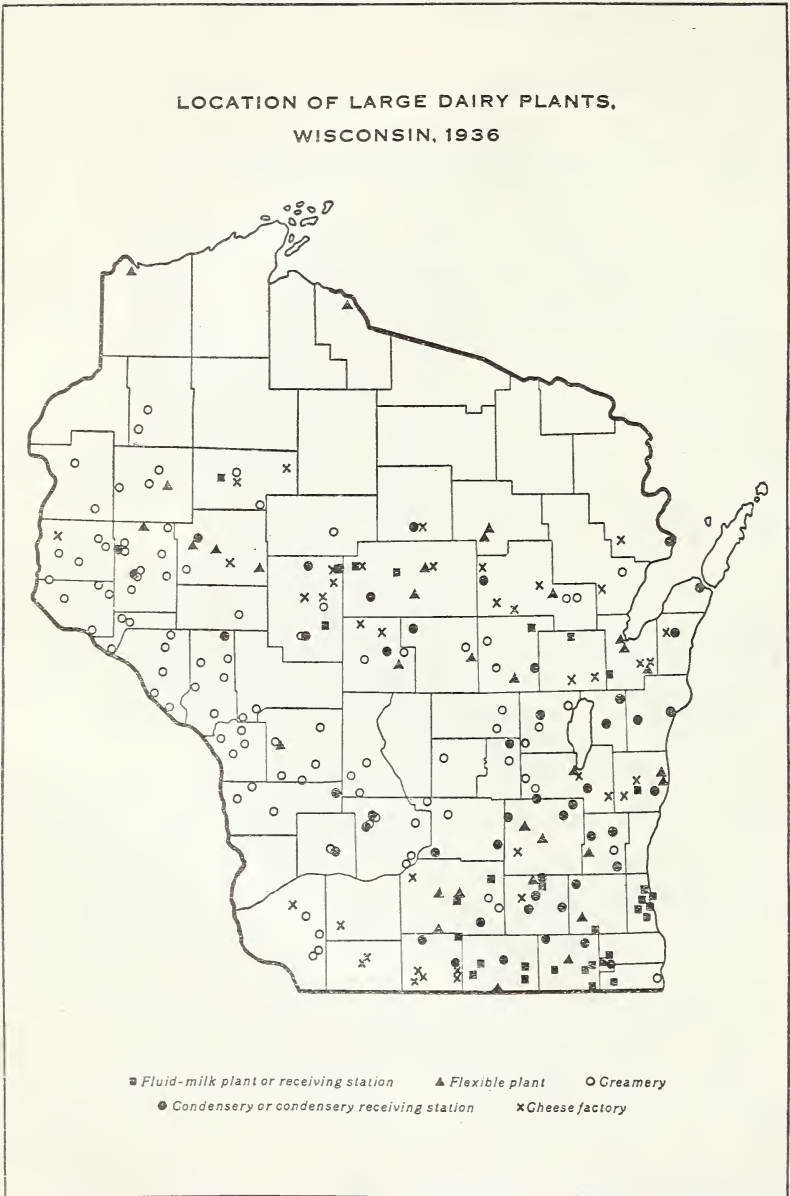 LOCATION OF LARGE DAIRY PLANTS,
WISCONSIN, 1936
Fluid-milk plant or receiving station Flexible plant Creamery
Condensery or condensery receiving station Cheese factory